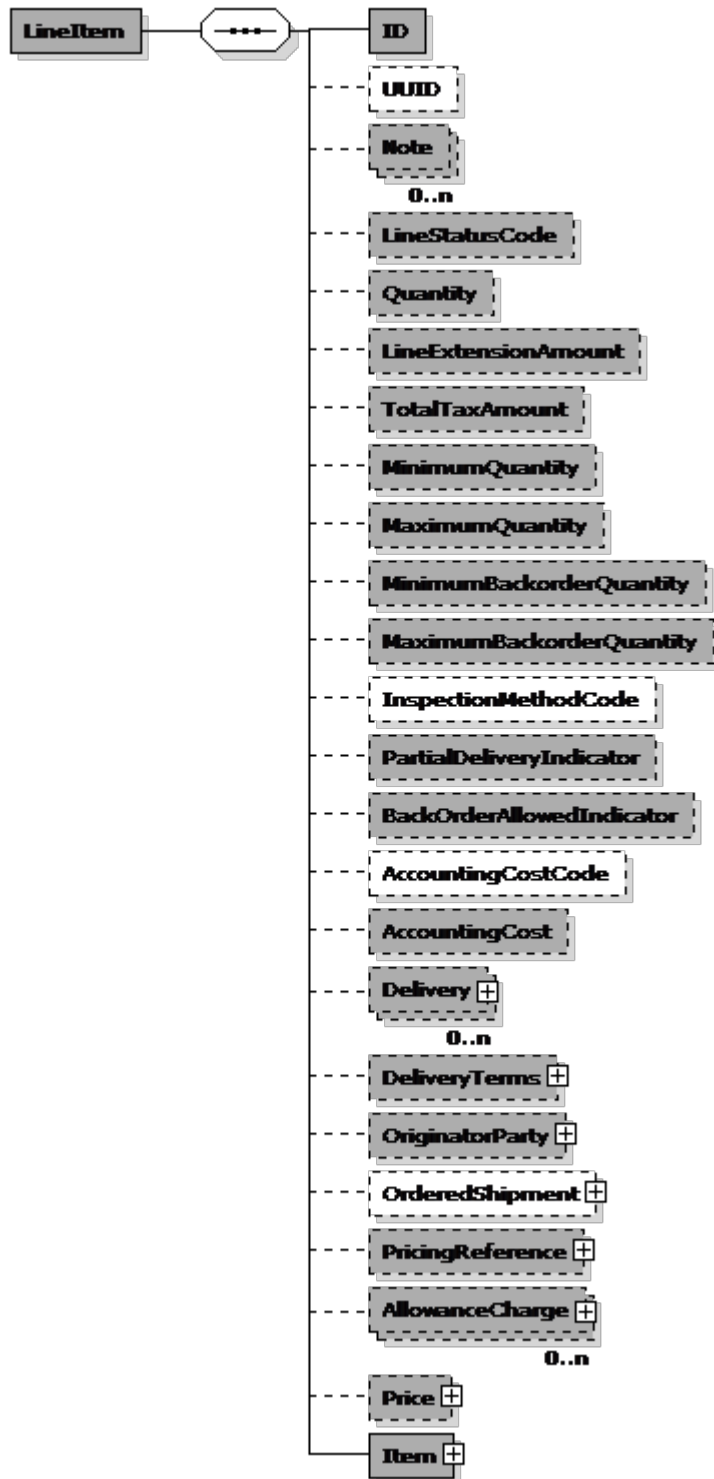 LineItem
ID
UUID
Note
0..n
LineStatusCode
Quantity
LineExtensionAmount
TotalTaxAmount
MinimumQuantity
MaximumQuantity
MinimumBackorderQuantity
MaximumBackorderQuantity
InspectionMethodCode
PartialDeliveryIndicator
BackOrderAllowedIndicator
AccountingCostCode
AccountingCost
Delivery
0..n
DeliveryTerms
OriginatorParty
OrderedShipment
PricingReference
AllowanceCharge
0..n
Price
Item